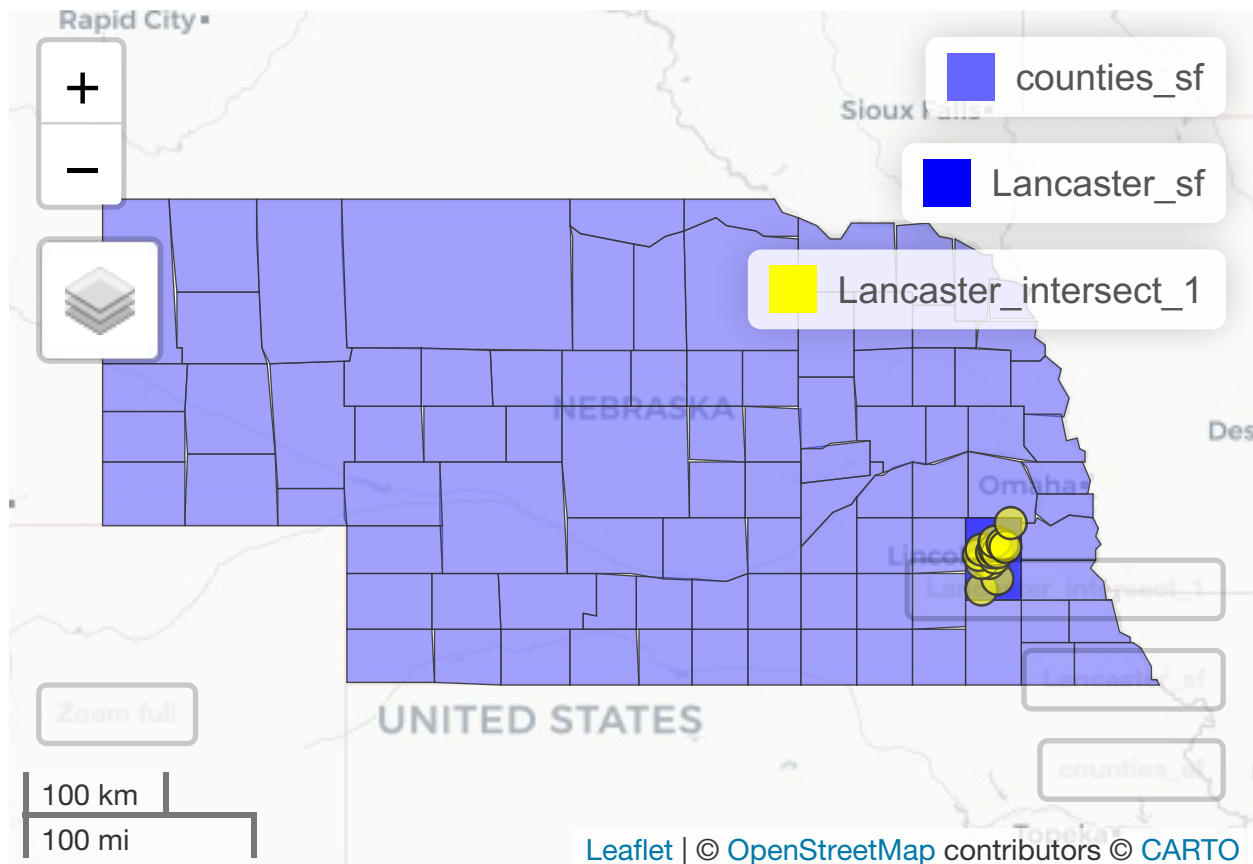 Rapid City
+
−
Sioux Falls
counties_sf
Lancaster_sf
Lancaster_intersect_1
NEBRASKA
Des
Omaha
Lincoln
Lancaster_intersect_1
Lancaster_sf
Zoom full
UNITED STATES
counties_sf
100 km
100 mi
Topeka
Leaflet | © OpenStreetMap contributors © CARTO